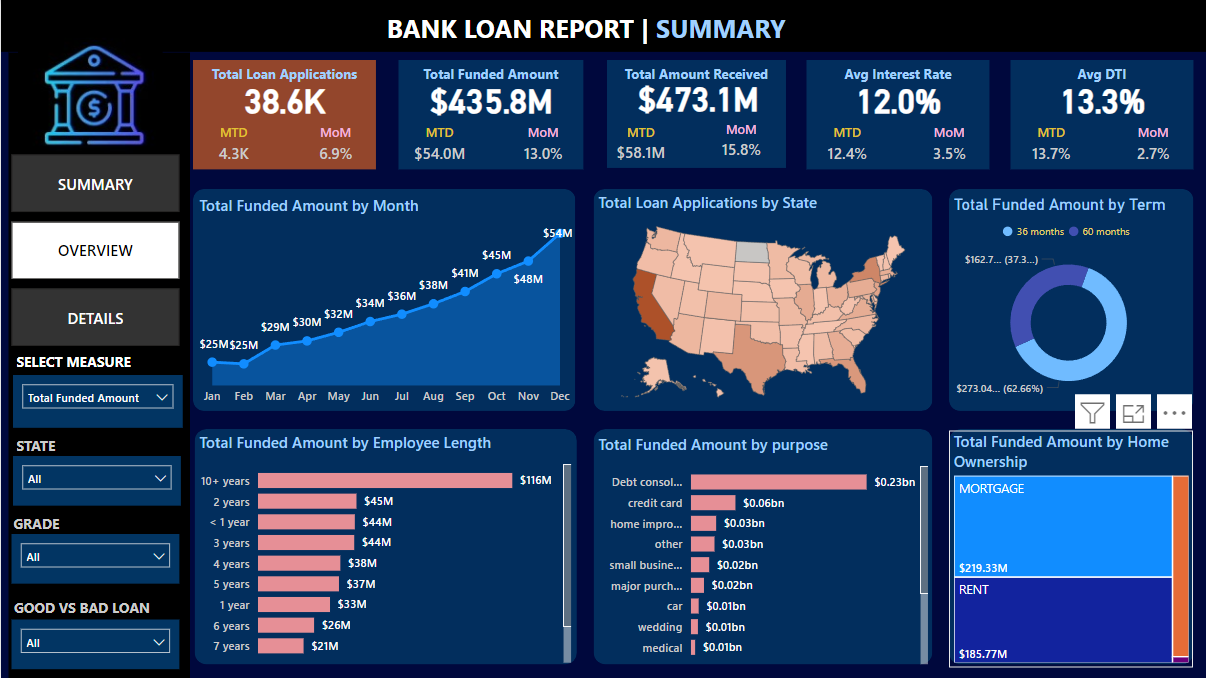 BANK LOAN REPORT | SUMMARY
Total Loan Applications
38.6K
MTD
MoM
4.3K
6.9%
Total Funded Amount
$435.8M
MTD
MoM
$54.0M
13.0%
Total Amount Received
$473.1M
MTD
MoM
$58.1M
15.8%
Avg Interest Rate
12.0%
MTD
MoM
12.4%
3.5%
Avg DTI
13.3%
MTD
MoM
13.7%
2.7%
$
SUMMARY
OVERVIEW
DETAILS
SELECT MEASURE
Total Funded Amount
STATE
All
GRADE
All
GOOD VS BAD LOAN
All
Total Funded Amount by Month
$25M
$25M
$29M
$30M
$32M
$34M
$36M
$38M
$41M
$45M
$48M
$54M
Jan
Feb
Mar
Apr
May
Jun
Jul
Aug
Sep
Oct
Nov
Dec
Total Loan Applications by State
Total Funded Amount by Term
36 months
60 months
$162.7... (37.3...)
$273.04... (62.66%)
Total Funded Amount by Employee Length
10+ years $116M
2 years $45M
< 1 year $44M
3 years $44M
4 years $38M
5 years $37M
1 year $33M
6 years $26M
7 years $21M
Total Funded Amount by purpose
Debt consol... $0.23bn
credit card $0.06bn
home impro... $0.03bn
other $0.03bn
small busine... $0.02bn
major purch... $0.02bn
car $0.01bn
wedding $0.01bn
medical $0.01bn
Total Funded Amount by Home
Ownership
MORTGAGE
$219.33M
RENT
$185.77M